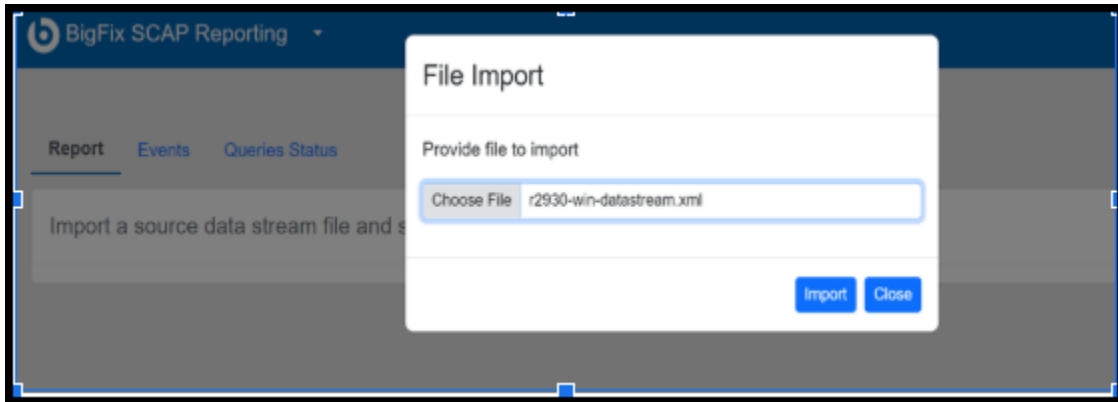 BigFix SCAP Reporting
File Import
Report Events Queries Status
Provide file to import
Choose File r2930-win-datastream.xml
Import a source data stream file and s
Import Close